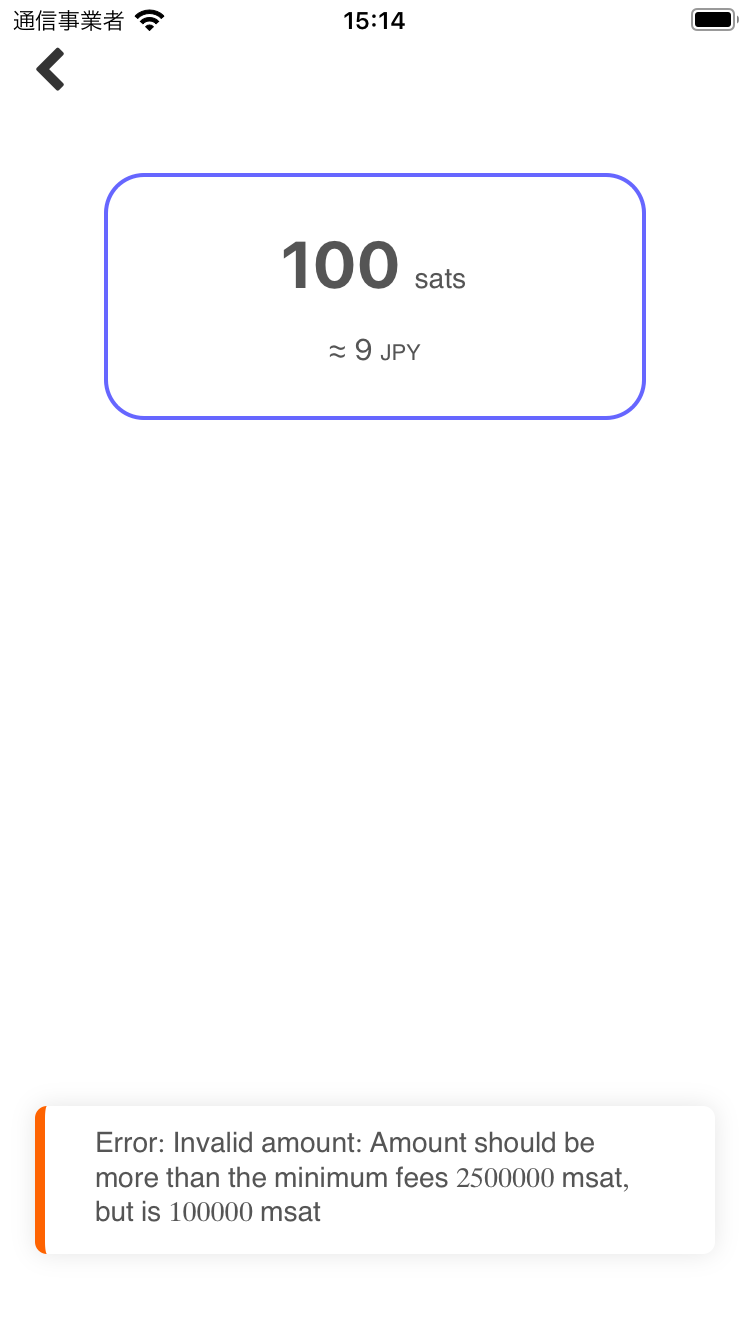 通信事業者 15:14
100 sats
≈ 9 JPY
Error: Invalid amount: Amount should be
more than the minimum fees 2500000 msat,
but is 100000 msat